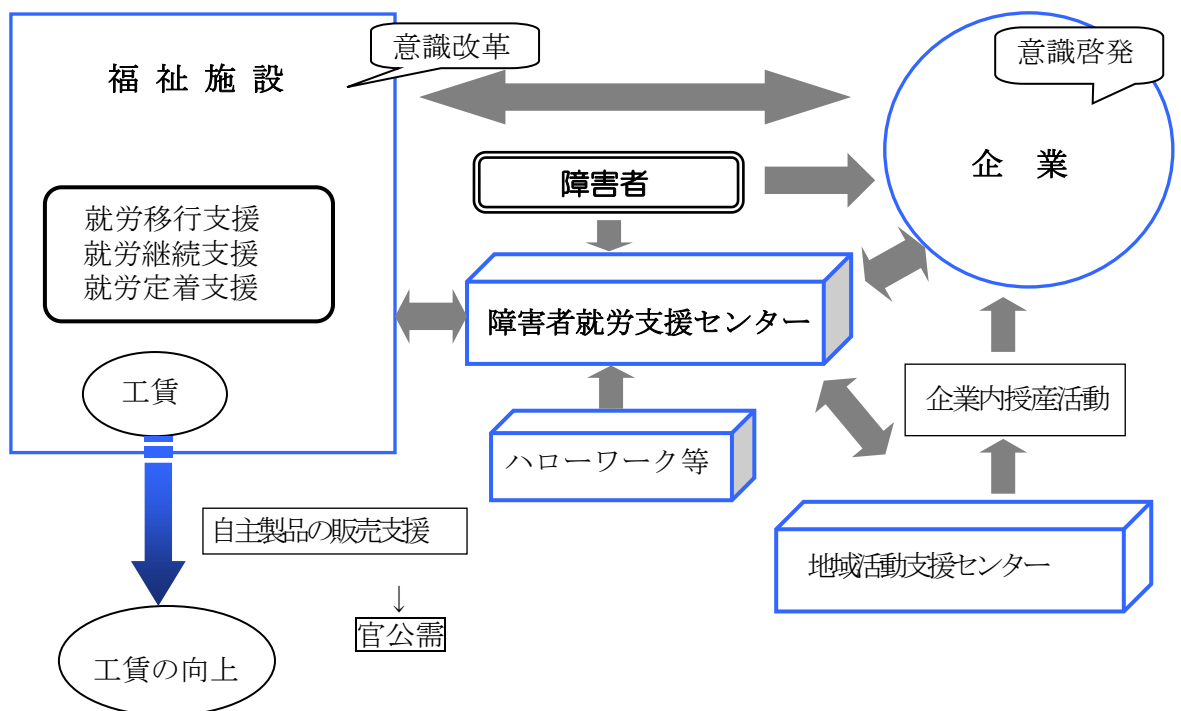 意識改革
福祉施設
意識啓発
企業
障害者
就労移行支援
就労継続支援
就労定着支援
障害者就労支援センター
工賃
企業内授産活動
ハローワーク等
自主製品の販売支援
地域活動支援センター
↓
官公需
工賃の向上